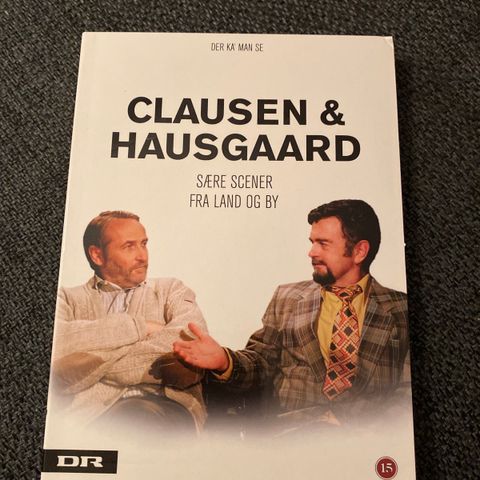 DER KA' MAN SE
CLAUSEN &
HAUSGAARD
SÆRE SCENER
FRA LAND OG BY
DR
15